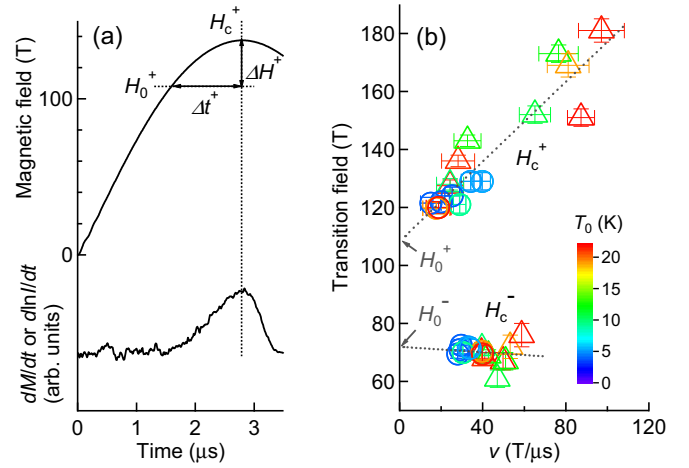 (a)
H_c^+
H_0^+
ΔH^+
Δt^+
Magnetic field (T)
100
0
dM/dt or dlnI/dt
(arb. units)
0
1
2
3
Time (μs)
(b)
Transition field (T)
180
160
140
120
100
80
60
H_c^+
H_0^+
H_0^-
H_c^-
T_0 (K)
20
15
10
5
0
0
40
80
120
v (T/μs)